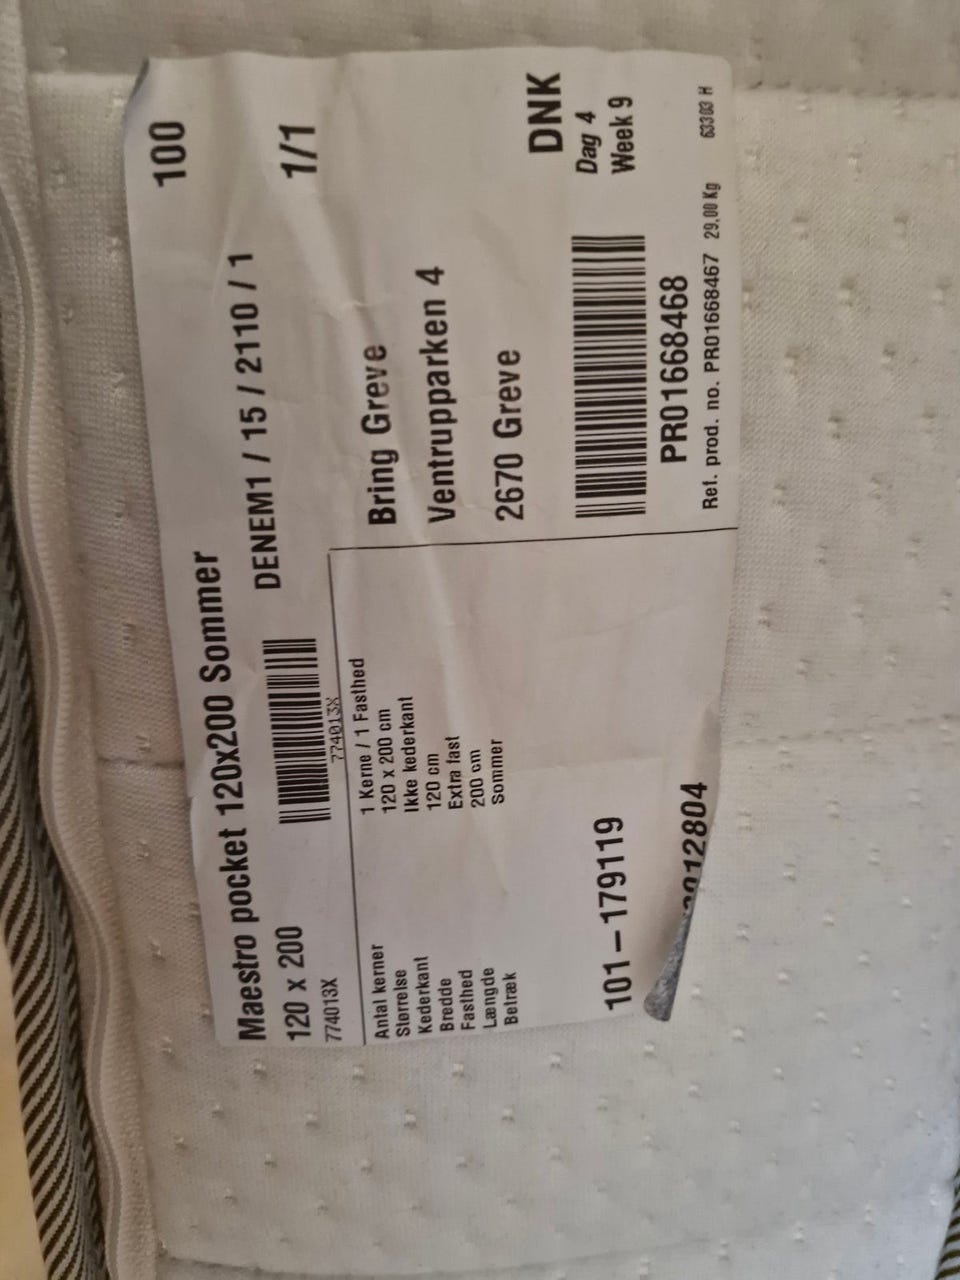 Maestro pocket 120x200 Sommer 100
120 x 200 DENEM1 / 15 / 2110 / 1 1/1
774013X 774013X
Antal kerner 1 Kerne / 1 Fasthed
Størrelse 120 x 200 cm
Kederkant Ikke kederkant
Bredde 120 cm
Fasthed Extra fast
Længde 200 cm
Betræk Sommer
101-179119
12804
Bring Greve
Ventrupparken 4
2670 Greve
DNK
Dag 4
Week 9
PR01668468
Ref. prod. no. PR01668467 29,00 Kg 63303 H